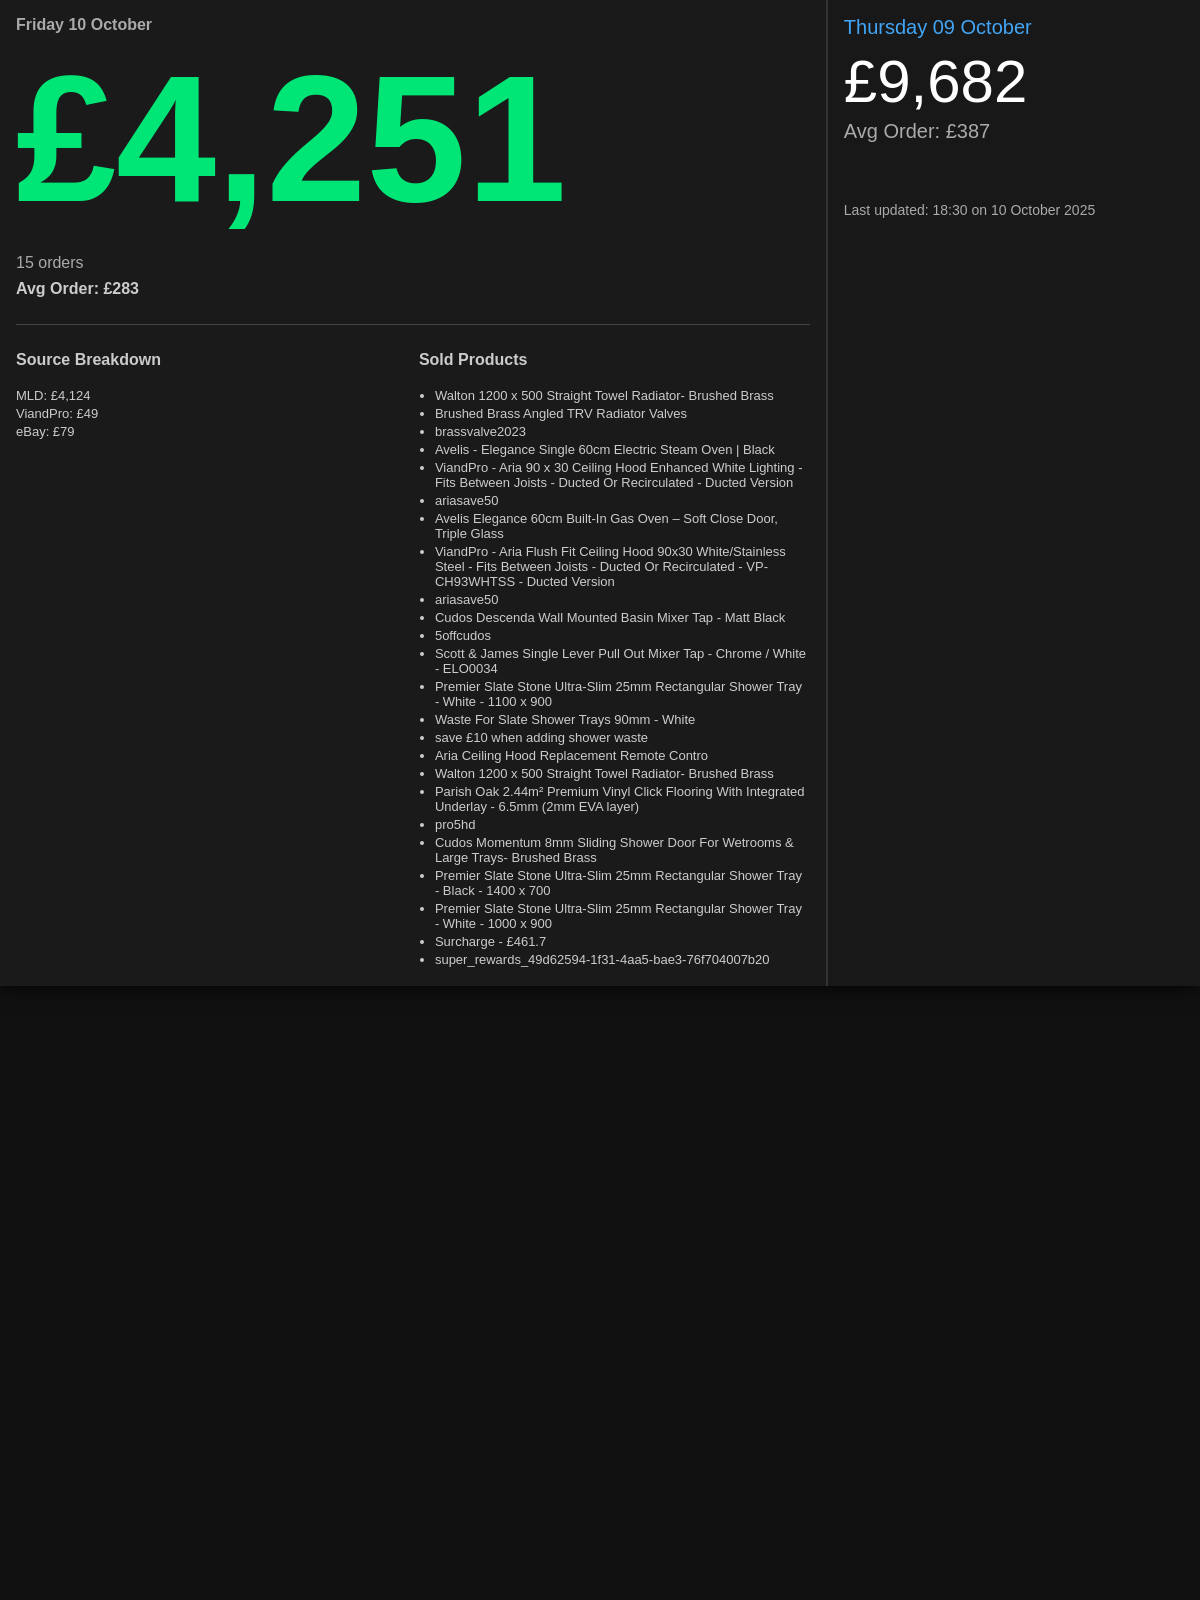 Friday 10 October
£4,251
15 orders
Avg Order: £283
Source Breakdown
MLD: £4,124
ViandPro: £49
eBay: £79
Sold Products
Walton 1200 x 500 Straight Towel Radiator- Brushed Brass
Brushed Brass Angled TRV Radiator Valves
brassvalve2023
Avelis - Elegance Single 60cm Electric Steam Oven | Black
ViandPro - Aria 90 x 30 Ceiling Hood Enhanced White Lighting -
Fits Between Joists - Ducted Or Recirculated - Ducted Version
ariasave50
Avelis Elegance 60cm Built-In Gas Oven – Soft Close Door,
Triple Glass
ViandPro - Aria Flush Fit Ceiling Hood 90x30 White/Stainless
Steel - Fits Between Joists - Ducted Or Recirculated - VP-
CH93WHTSS - Ducted Version
ariasave50
Cudos Descenda Wall Mounted Basin Mixer Tap - Matt Black
5offcudos
Scott & James Single Lever Pull Out Mixer Tap - Chrome / White
- ELO0034
Premier Slate Stone Ultra-Slim 25mm Rectangular Shower Tray
- White - 1100 x 900
Waste For Slate Shower Trays 90mm - White
save £10 when adding shower waste
Aria Ceiling Hood Replacement Remote Contro
Walton 1200 x 500 Straight Towel Radiator- Brushed Brass
Parish Oak 2.44m² Premium Vinyl Click Flooring With Integrated
Underlay - 6.5mm (2mm EVA layer)
pro5hd
Cudos Momentum 8mm Sliding Shower Door For Wetrooms &
Large Trays- Brushed Brass
Premier Slate Stone Ultra-Slim 25mm Rectangular Shower Tray
- Black - 1400 x 700
Premier Slate Stone Ultra-Slim 25mm Rectangular Shower Tray
- White - 1000 x 900
Surcharge - £461.7
super_rewards_49d62594-1f31-4aa5-bae3-76f704007b20
Thursday 09 October
£9,682
Avg Order: £387
Last updated: 18:30 on 10 October 2025